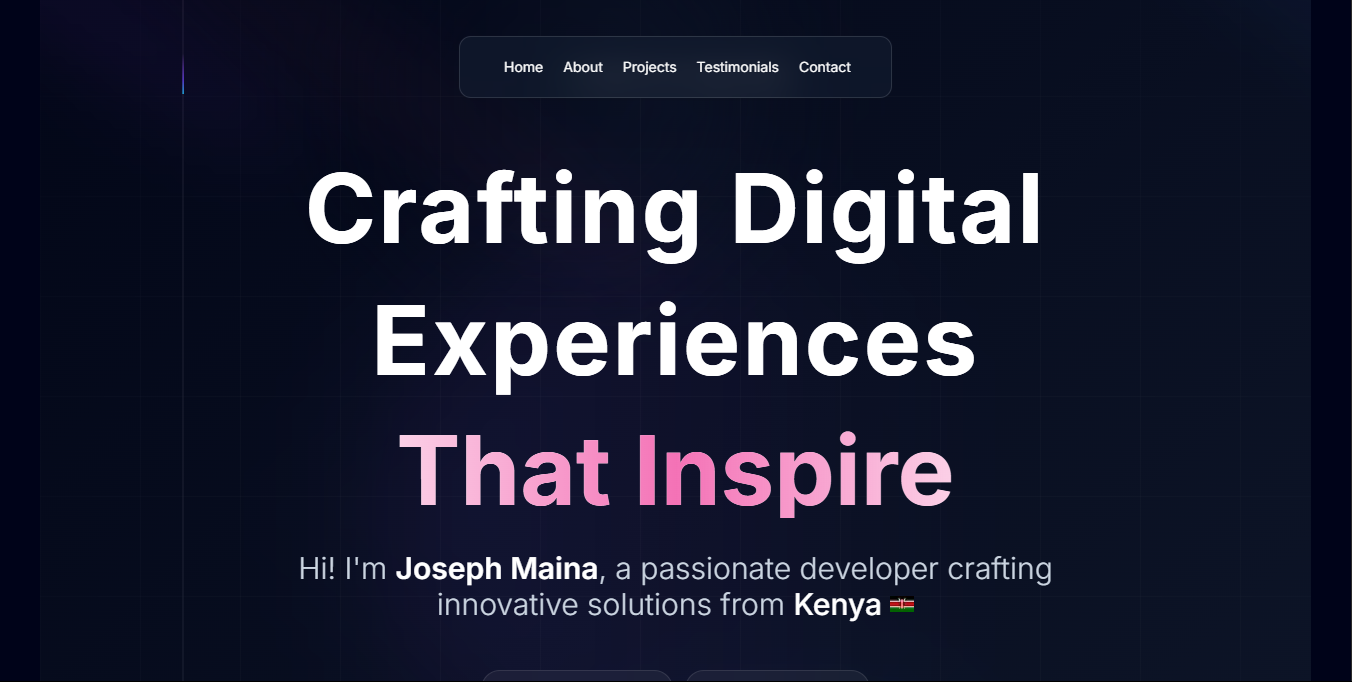 Home About Projects Testimonials Contact
Crafting Digital
Experiences
That Inspire
Hi! I'm Joseph Maina, a passionate developer crafting
innovative solutions from Kenya 🇰🇪